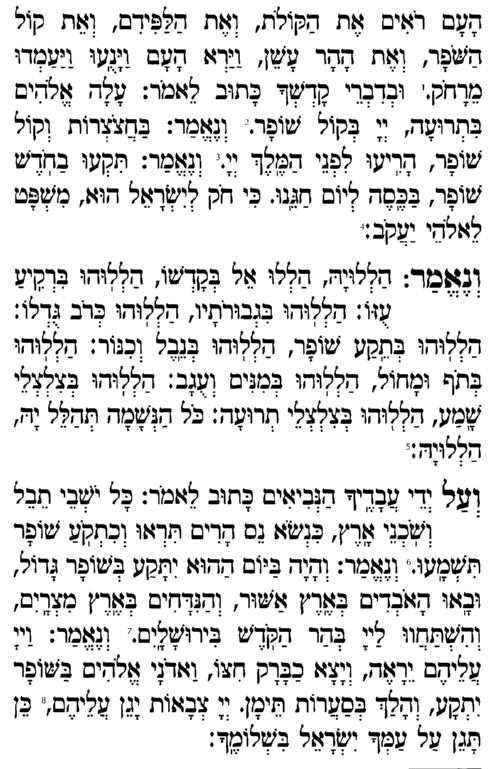 הָעָם רֹאִים אֶת הַקּוֹלֹת, וְאֶת הַלַּפִּידִם, וְאֵת קוֹל
הַשֹּׁפָר, וְאֶת הָהָר עָשֵׁן, וַיַּרְא הָעָם וַיָּנֻעוּ וַיַּעַמְדוּ
מֵרָחֹק.¹ וּבְדִבְרֵי קָדְשְׁךָ כָּתוּב לֵאמֹר: עָלָה אֱלֹהִים
בִּתְרוּעָה, יְיָ בְּקוֹל שׁוֹפָר.² וְנֶאֱמַר: בַּחֲצֹצְרוֹת וְקוֹל
שׁוֹפָר, הָרִיעוּ לִפְנֵי הַמֶּלֶךְ יְיָ.³ וְנֶאֱמַר: תִּקְעוּ בַחֹדֶשׁ
שׁוֹפָר, בַּכֶּסֶה לְיוֹם חַגֵּנוּ. כִּי חֹק לְיִשְׂרָאֵל הוּא, מִשְׁפָּט
לֵאלֹהֵי יַעֲקֹב:⁴
וְנֶאֱמַר: הַלְלוּיָהּ, הַלְלוּ אֵל בְּקָדְשׁוֹ, הַלְלוּהוּ בִּרְקִיעַ
עֻזּוֹ: הַלְלוּהוּ בִּגְבוּרֹתָיו, הַלְלוּהוּ כְּרֹב גֻּדְלוֹ:
הַלְלוּהוּ בְּתֵקַע שׁוֹפָר, הַלְלוּהוּ בְּנֵבֶל וְכִנּוֹר: הַלְלוּהוּ
בְּתֹף וּמָחוֹל, הַלְלוּהוּ בְּמִנִּים וְעֻגָב: הַלְלוּהוּ בְּצִלְצְלֵי
שָׁמַע, הַלְלוּהוּ בְּצִלְצְלֵי תְרוּעָה: כֹּל הַנְּשָׁמָה תְּהַלֵּל יָהּ,
הַלְלוּיָהּ:⁵
וְעַל יְדֵי עֲבָדֶיךָ הַנְּבִיאִים כָּתוּב לֵאמֹר: כָּל יֹשְׁבֵי תֵבֵל
וְשֹׁכְנֵי אָרֶץ, כִּנְשֹׂא נֵס הָרִים תִּרְאוּ וְכִתְקֹעַ שׁוֹפָר
תִּשְׁמָעוּ.⁶ וְנֶאֱמַר: וְהָיָה בַּיּוֹם הַהוּא יִתָּקַע בְּשׁוֹפָר גָּדוֹל,
וּבָאוּ הָאֹבְדִים בְּאֶרֶץ אַשּׁוּר, וְהַנִּדָּחִים בְּאֶרֶץ מִצְרָיִם,
וְהִשְׁתַּחֲווּ לַייָ בְּהַר הַקֹּדֶשׁ בִּירוּשָׁלָיִם.⁷ וְנֶאֱמַר: וַייָ
עֲלֵיהֶם יֵרָאֶה, וְיָצָא כַבָּרָק חִצּוֹ, וַאדֹנָי אֱלֹהִים בַּשּׁוֹפָר
יִתְקָע, וְהָלַךְ בְּסַעֲרוֹת תֵּימָן. יְיָ צְבָאוֹת יָגֵן עֲלֵיהֶם,⁸ כֵּן
תָּגֵן עַל עַמְּךָ יִשְׂרָאֵל בִּשְׁלוֹמֶךָ: